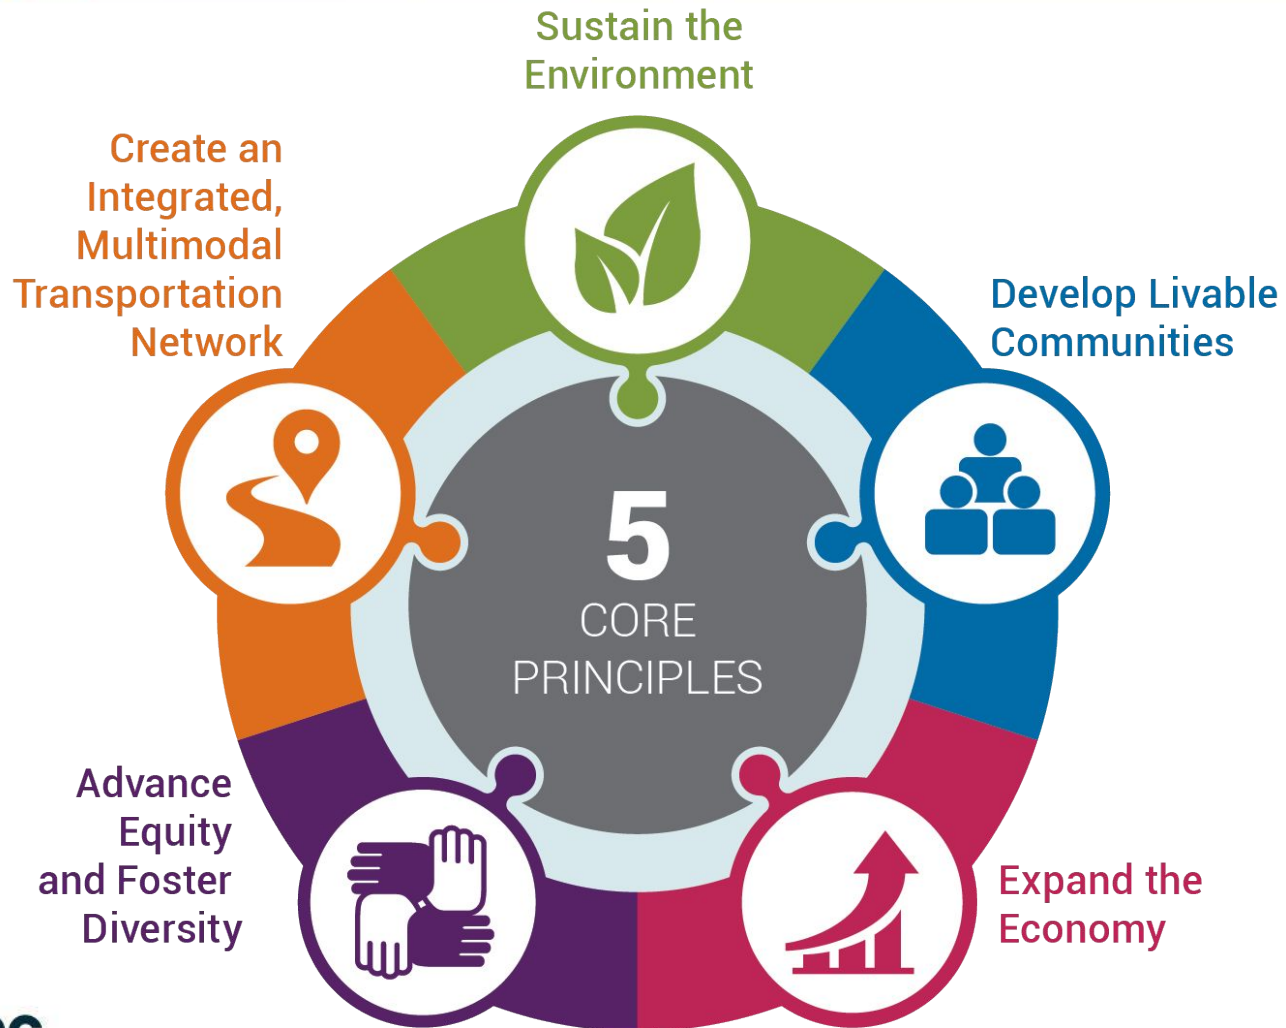 Sustain the
Environment
Create an
Integrated,
Multimodal
Transportation
Network
Develop Livable
Communities
5
CORE
PRINCIPLES
Advance
Equity
and Foster
Diversity
Expand the
Economy